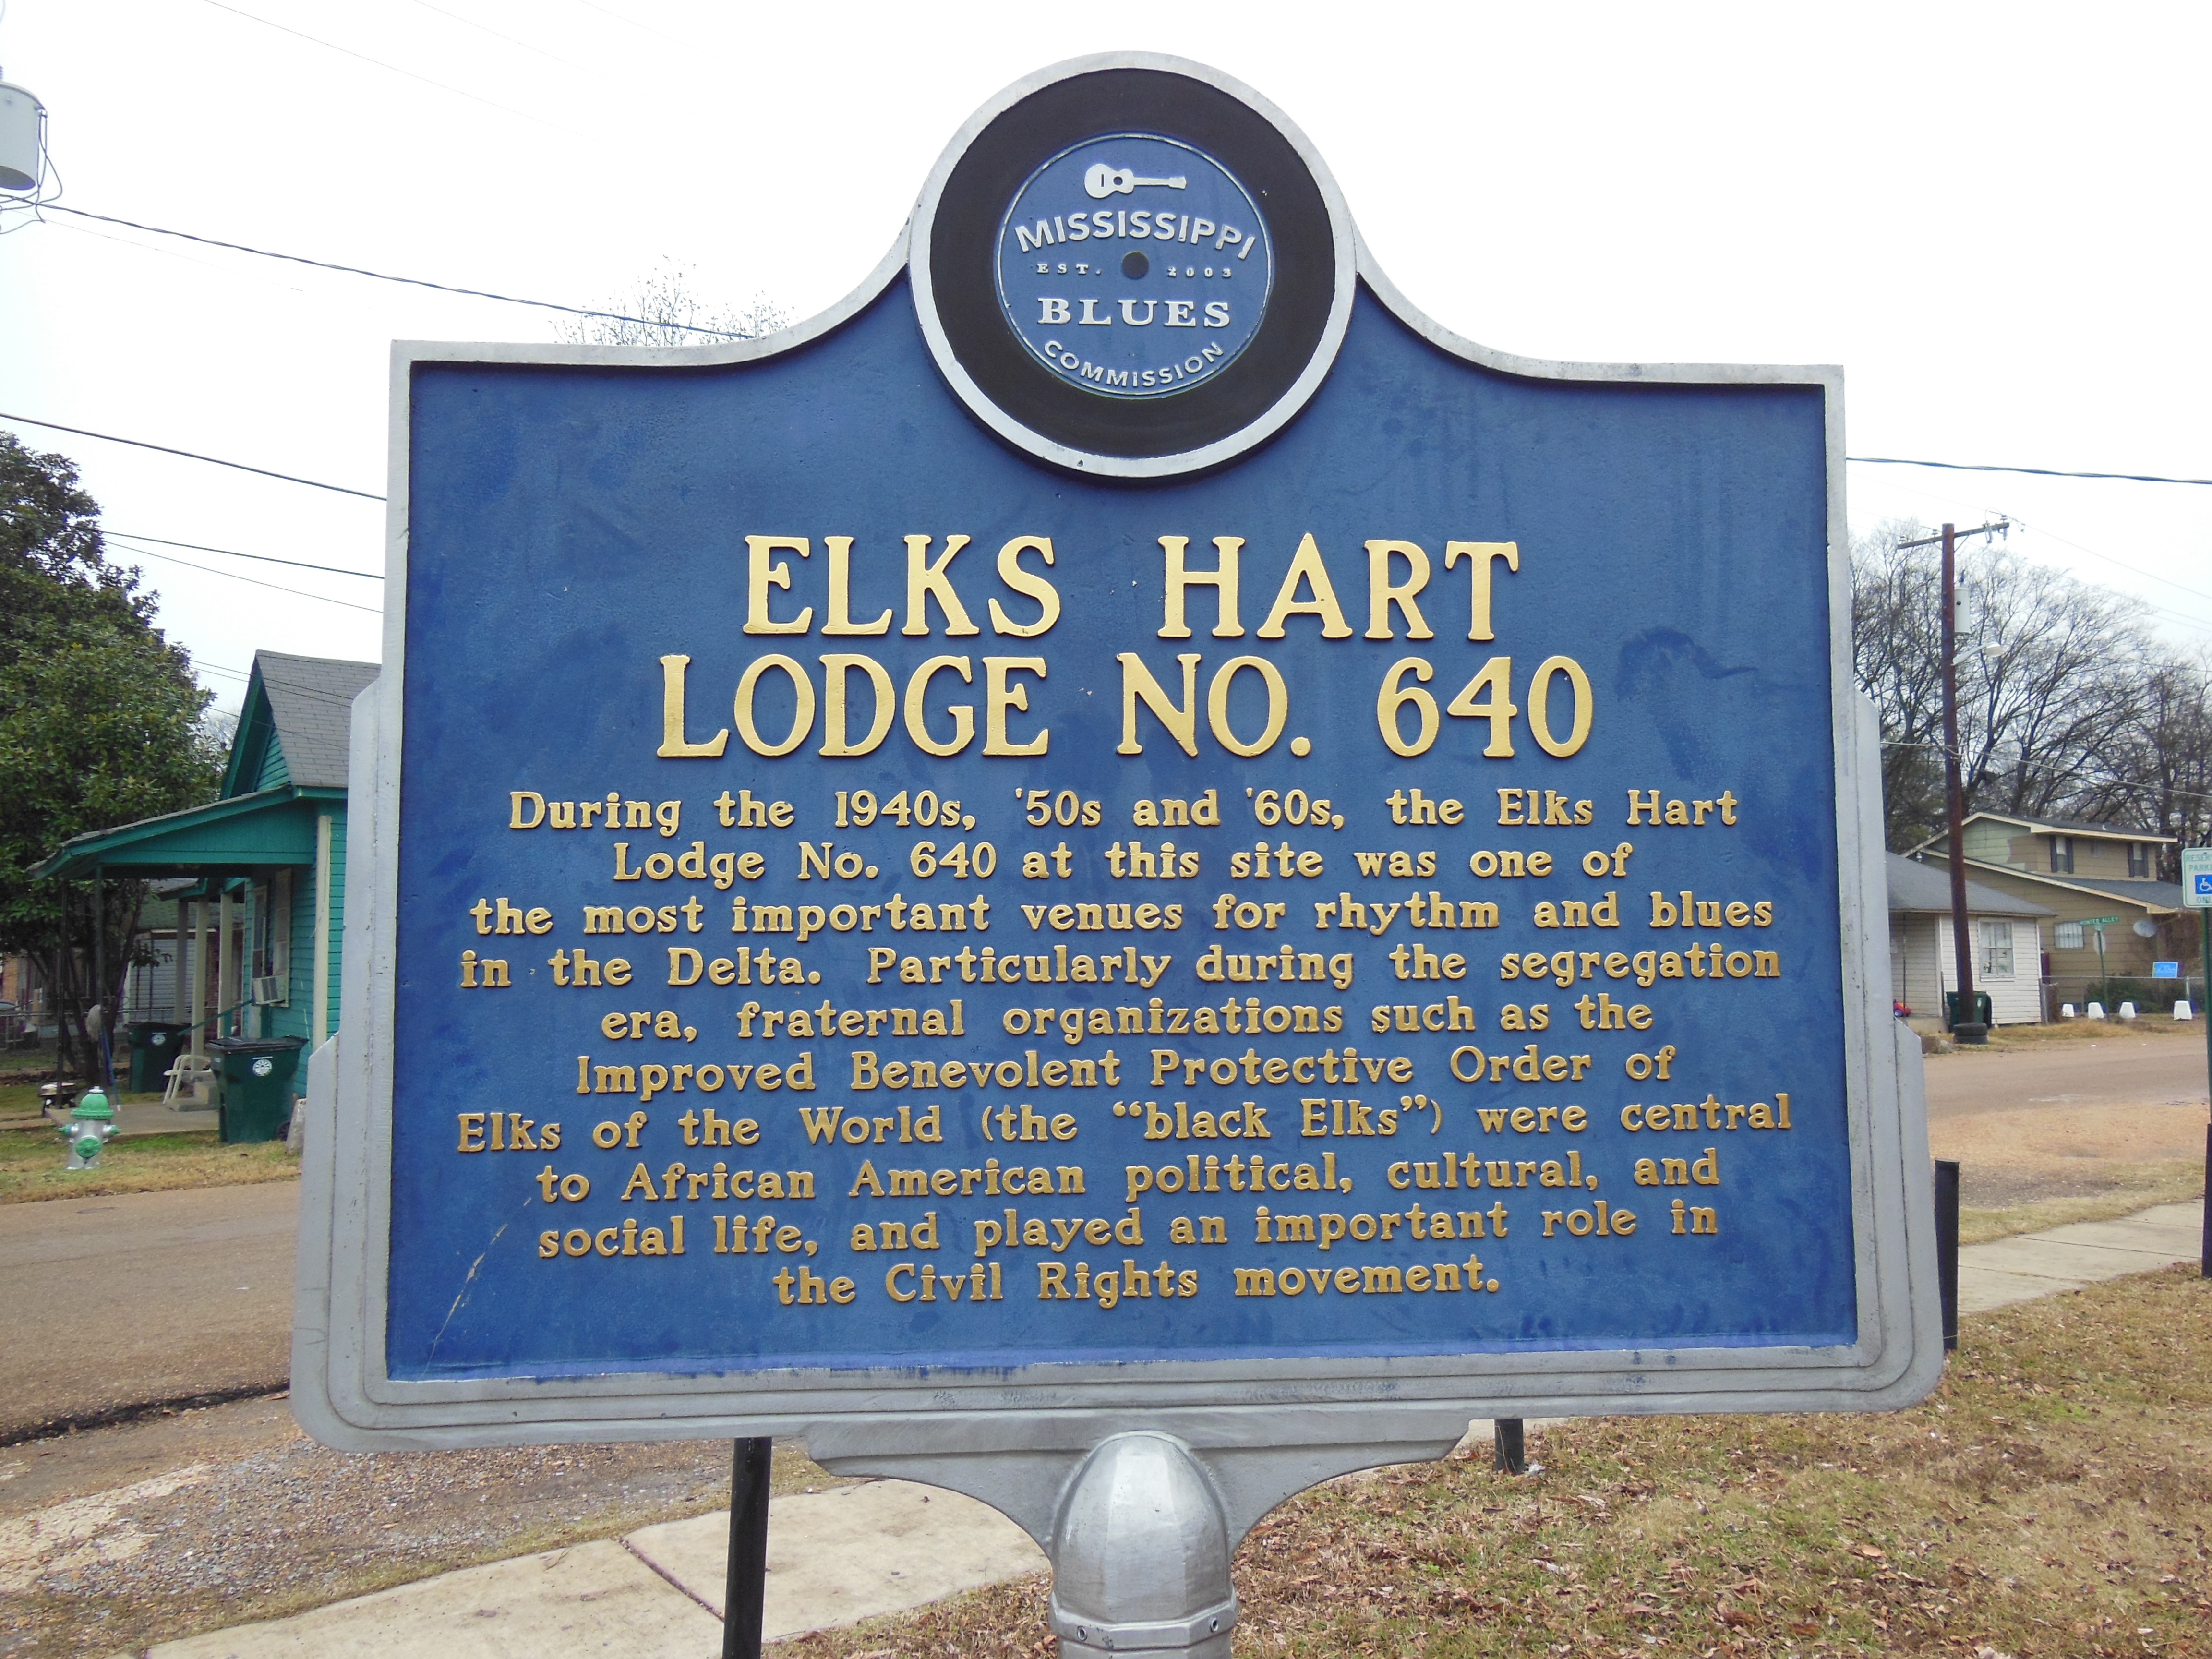 MISSISSIPPI
EST. 2003
BLUES
COMMISSION
ELKS HART
LODGE NO. 640
During the 1940s, '50s and '60s, the Elks Hart
Lodge No. 640 at this site was one of
the most important venues for rhythm and blues
in the Delta. Particularly during the segregation
era, fraternal organizations such as the
Improved Benevolent Protective Order of
Elks of the World (the “black Elks”) were central
to African American political, cultural, and
social life, and played an important role in
the Civil Rights movement.